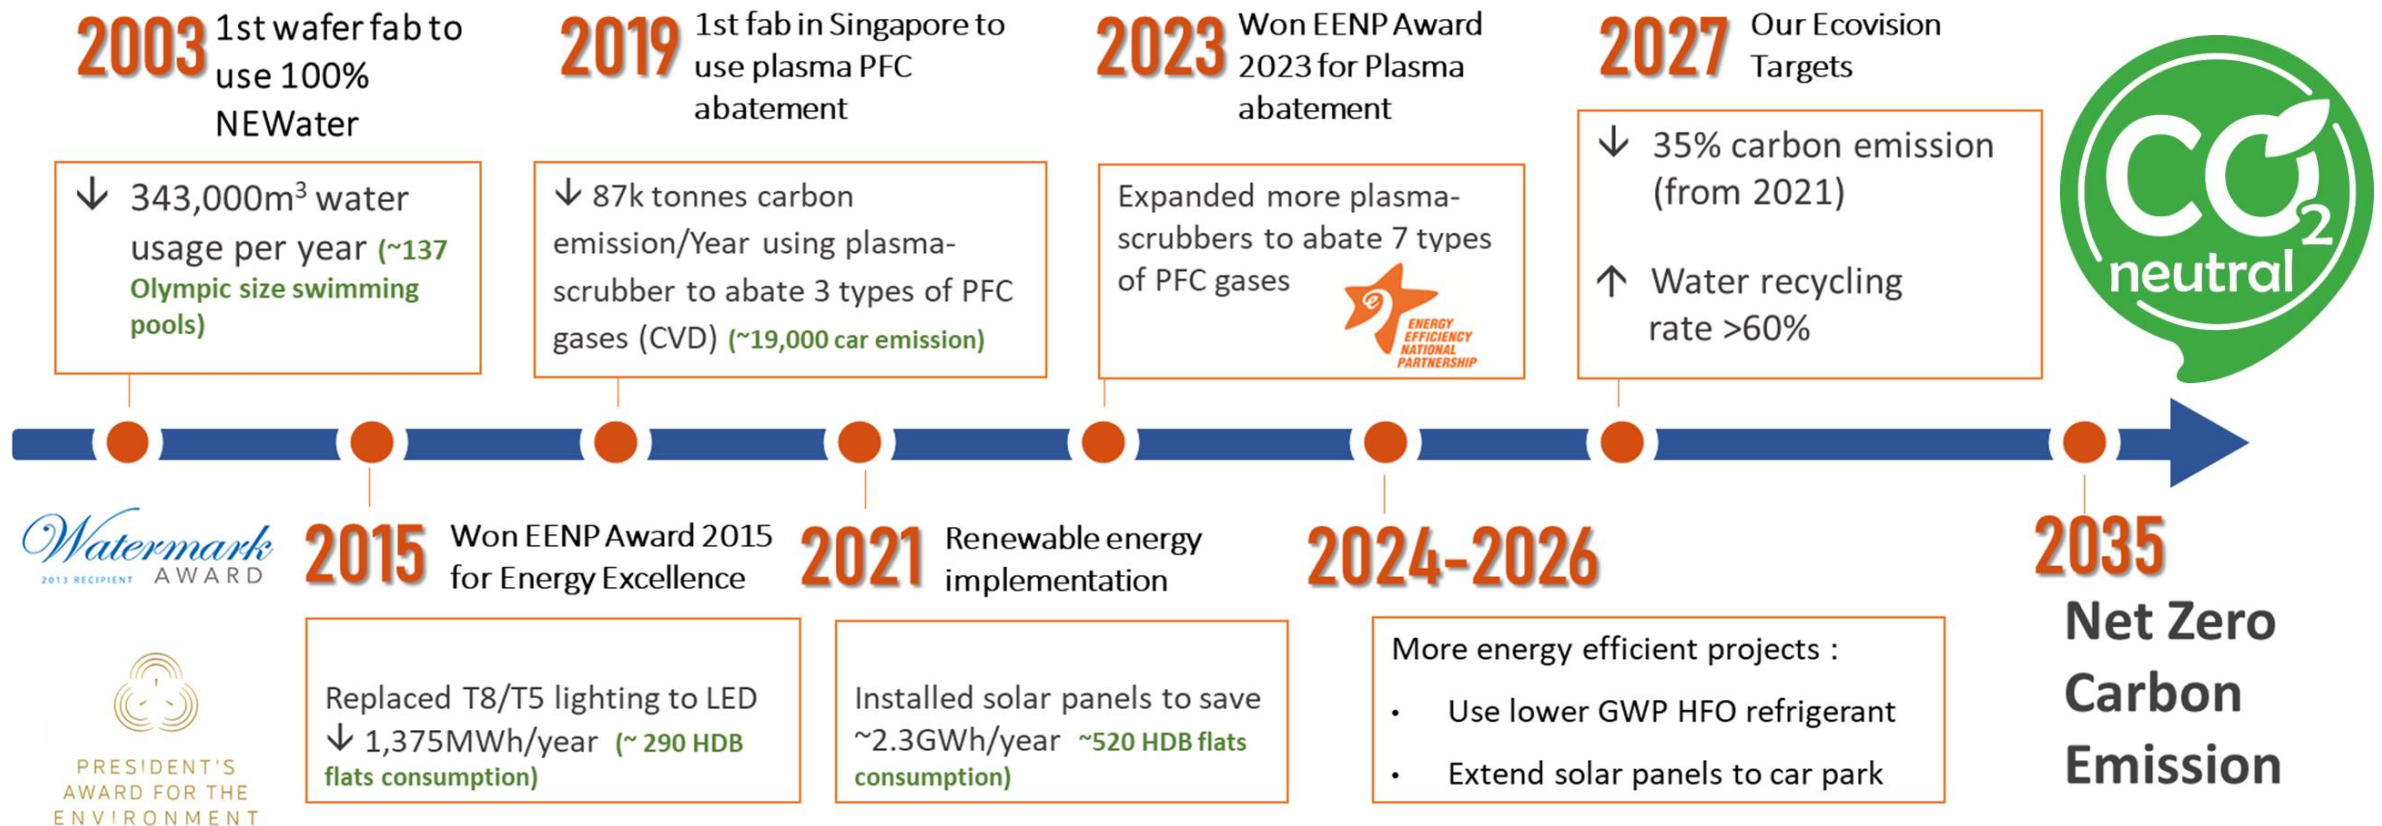 2003
1st wafer fab to
use 100%
NEWater
↓ 343,000m³ water
usage per year (~137
Olympic size swimming
pools)
2019
1st fab in Singapore to
use plasma PFC
abatement
↓ 87k tonnes carbon
emission/Year using plasma-
scrubber to abate 3 types of PFC
gases (CVD) (~19,000 car emission)
2023
Won EENP Award
2023 for Plasma
abatement
Expanded more plasma-
scrubbers to abate 7 types
of PFC gases
e
ENERGY
EFFICIENCY
NATIONAL
PARTNERSHIP
2027
Our Ecovision
Targets
↓ 35% carbon emission
(from 2021)
↑ Water recycling
rate >60%
CO2
neutral
Watermark
2013 RECIPIENT AWARD
PRESIDENT'S
AWARD FOR THE
ENVIRONMENT
2015
Won EENP Award 2015
for Energy Excellence
Replaced T8/T5 lighting to LED
↓ 1,375MWh/year (~ 290 HDB
flats consumption)
2021
Renewable energy
implementation
Installed solar panels to save
~2.3GWh/year ~520 HDB flats
consumption)
2024-2026
More energy efficient projects :
• Use lower GWP HFO refrigerant
• Extend solar panels to car park
2035
Net Zero
Carbon
Emission